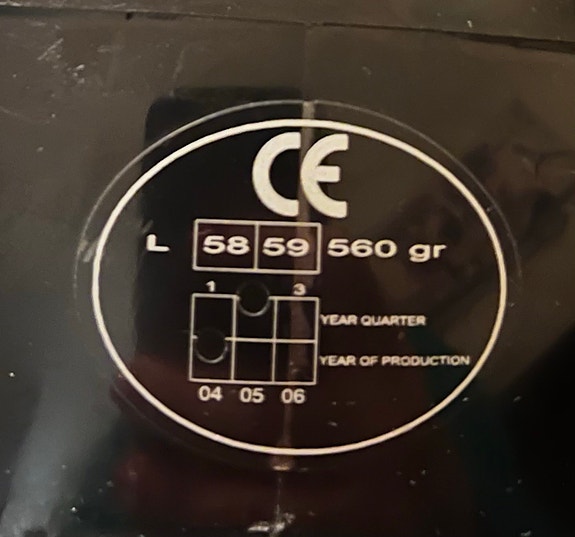 CE
L 58 59 560 gr
1 3
YEAR QUARTER
YEAR OF PRODUCTION
04 05 06